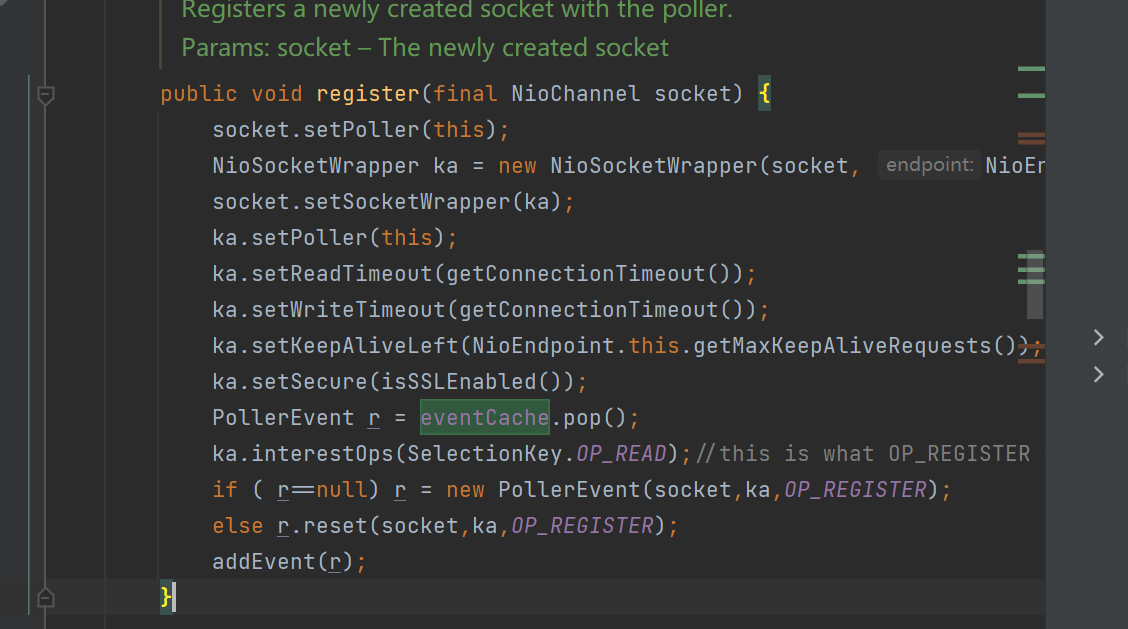 Registers a newly created socket with the poller.
Params: socket – The newly created socket
public void register(final NioChannel socket) {
socket.setPoller(this);
NioSocketWrapper ka = new NioSocketWrapper(socket, endpoint: NioEn
socket.setSocketWrapper(ka);
ka.setPoller(this);
ka.setReadTimeout(getConnectionTimeout());
ka.setWriteTimeout(getConnectionTimeout());
ka.setKeepAliveLeft(NioEndpoint.this.getMaxKeepAliveRequests());
ka.setSecure(isSSLEnabled());
PollerEvent r = eventCache.pop();
ka.interestOps(SelectionKey.OP_READ);//this is what OP_REGISTER
if ( r==null) r = new PollerEvent(socket,ka,OP_REGISTER);
else r.reset(socket,ka,OP_REGISTER);
addEvent(r);
}